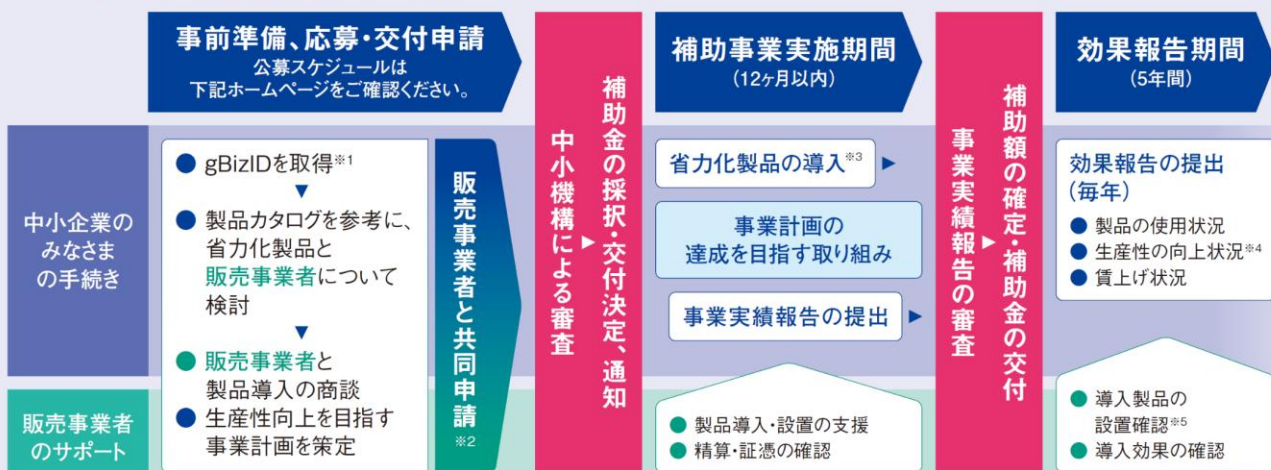 事前準備、応募・交付申請
公募スケジュールは
下記ホームページをご確認ください。
中小企業の
みなさま
の手続き
● gBizIDを取得※1
▼
● 製品カタログを参考に、
省力化製品と
販売事業者について
検討
▼
● 販売事業者と
製品導入の商談
● 生産性向上を目指す
事業計画を策定
販売事業者と共同申請※2
中小機構による審査
▶
補助金の採択・交付決定、通知
補助事業実施期間
(12ヶ月以内)
省力化製品の導入※3 ▶
事業計画の
達成を目指す取り組み
事業実績報告の提出 ▶
事業実績報告の審査
▶
補助額の確定・補助金の交付
効果報告期間
(5年間)
効果報告の提出
(毎年)
● 製品の使用状況
● 生産性の向上状況※4
● 賃上げ状況
販売事業者
のサポート
● 製品導入・設置の支援
● 精算・証憑の確認
● 導入製品の
設置確認※5
● 導入効果の確認